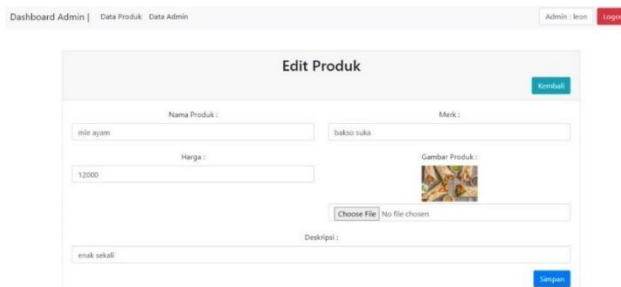 Dashboard Admin | Data Produk Data Admin Admin : leon Logou
Edit Produk
Kembali
Nama Produk : Merk :
mie ayam bakso suka
Harga : Gambar Produk :
12000
Choose File No file chosen
Deskripsi :
enak sekali
Simpan